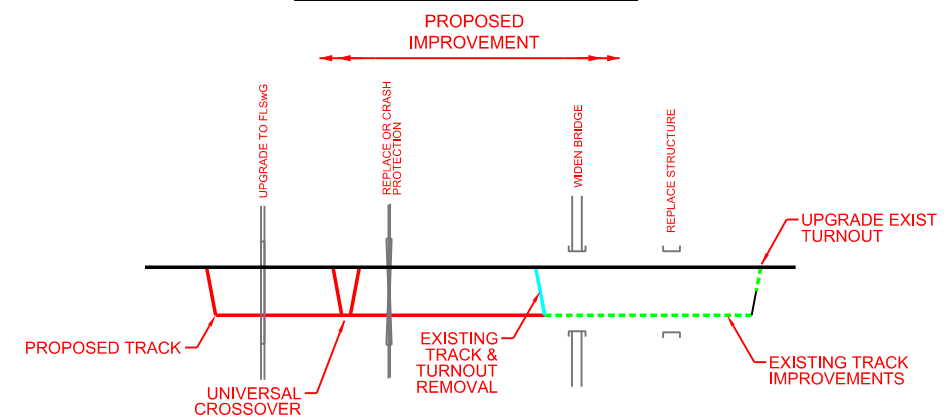 PROPOSED
IMPROVEMENT
UPGRADE TO FLSwG
REPLACE OR CRASH
PROTECTION
WIDEN BRIDGE
REPLACE STRUCTURE
UPGRADE EXIST
TURNOUT
PROPOSED TRACK
UNIVERSAL
CROSSOVER
EXISTING
TRACK &
TURNOUT
REMOVAL
EXISTING TRACK
IMPROVEMENTS